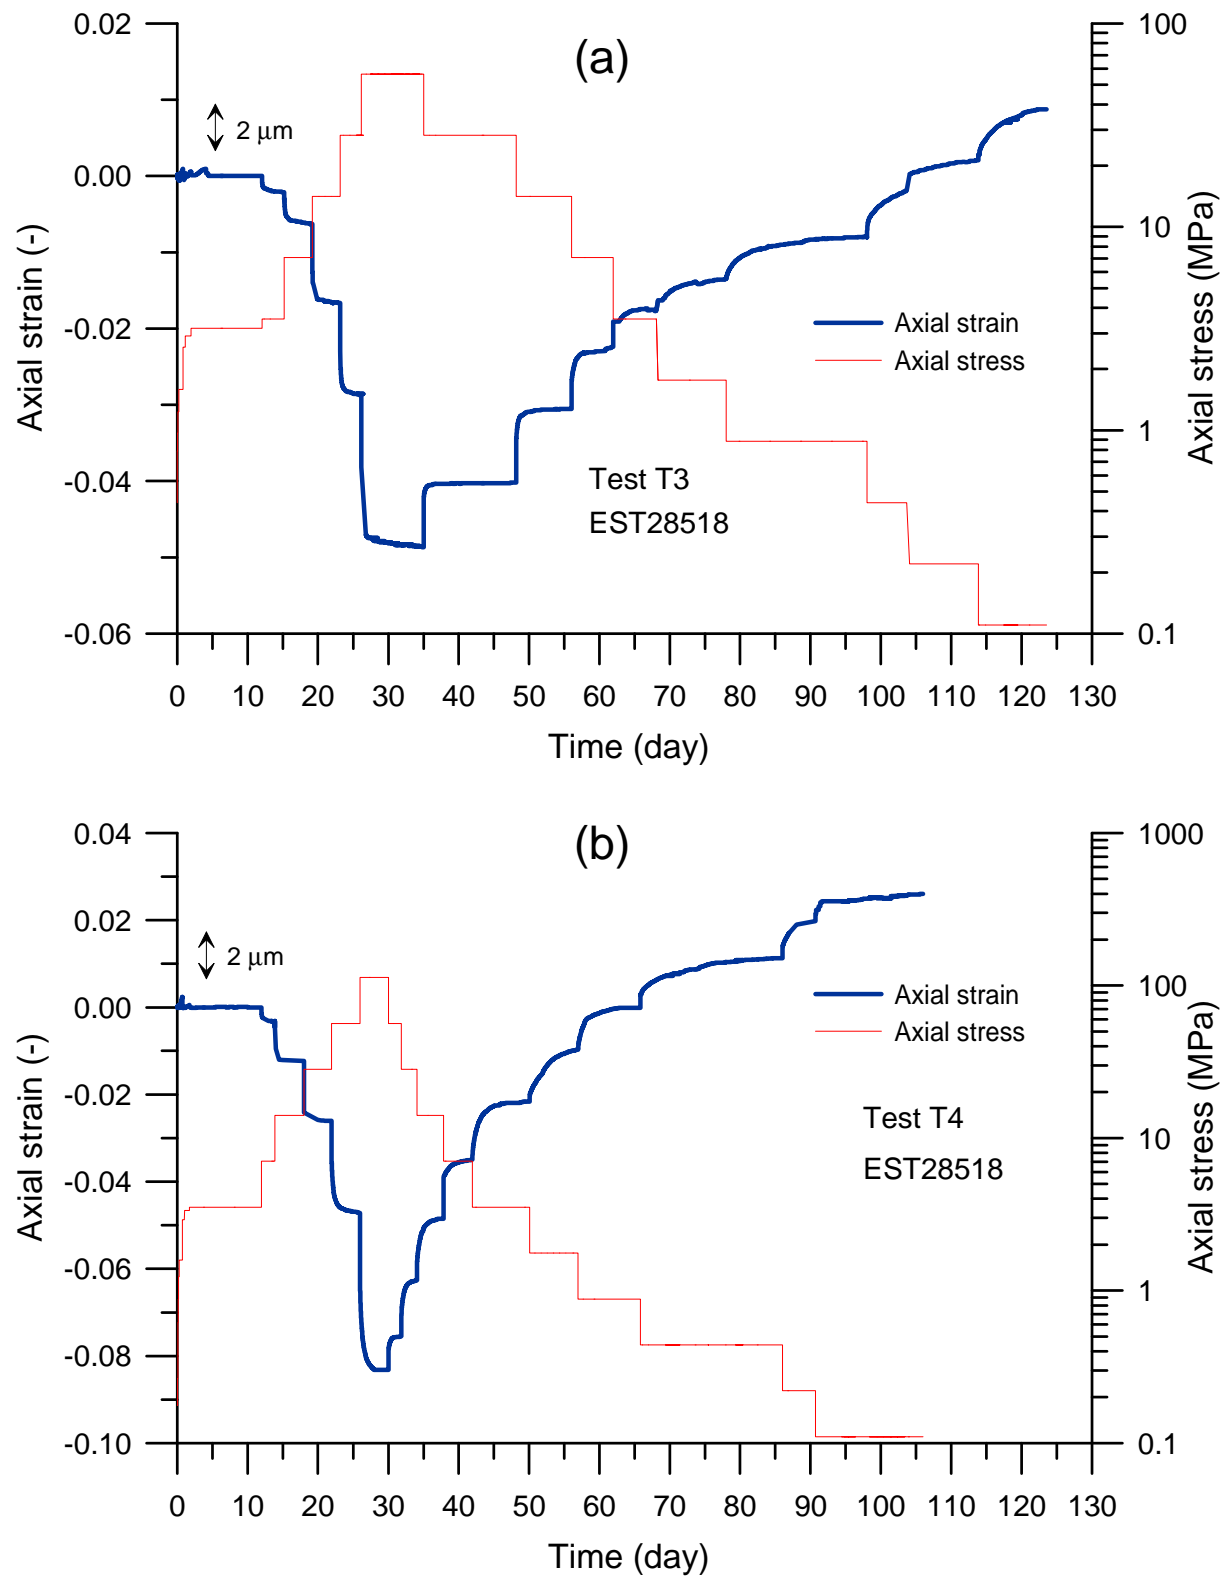 (a)
0.02
0.00
-0.02
-0.04
-0.06
Axial strain (-)
2 µm
100
10
1
0.1
Axial stress (MPa)
Axial strain
Axial stress
Test T3
EST28518
0 10 20 30 40 50 60 70 80 90 100 110 120 130
Time (day)
(b)
0.04
0.02
0.00
-0.02
-0.04
-0.06
-0.08
-0.10
Axial strain (-)
2 µm
1000
100
10
1
0.1
Axial stress (MPa)
Axial strain
Axial stress
Test T4
EST28518
0 10 20 30 40 50 60 70 80 90 100 110 120 130
Time (day)